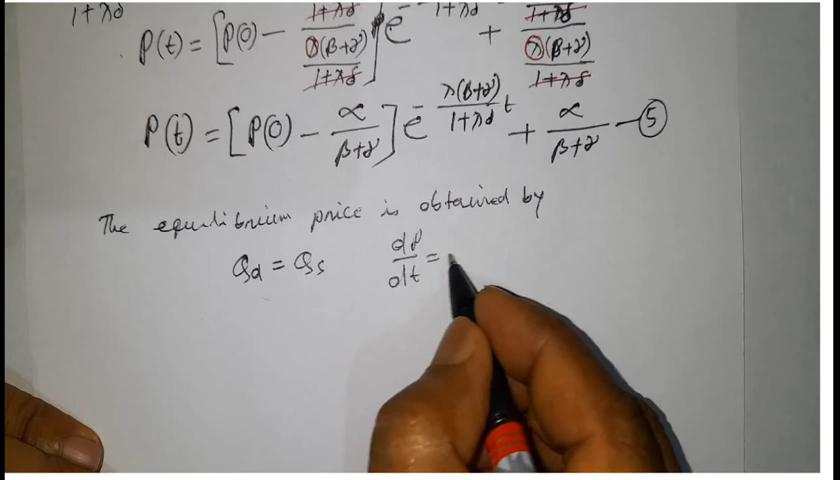 1+λδ 1+λδ 1+λδ 1+λδ
P(t) = [P(0) − λ(β+γ)/1+λδ] e + λ(β+γ)/1+λδ
P(t) = [P(0) − α/β+γ] e^−λ(β+γ)/1+λδ t + α/β+γ — ⑤
The equilibrium price is obtained by
Qd = Qs dP/dt =